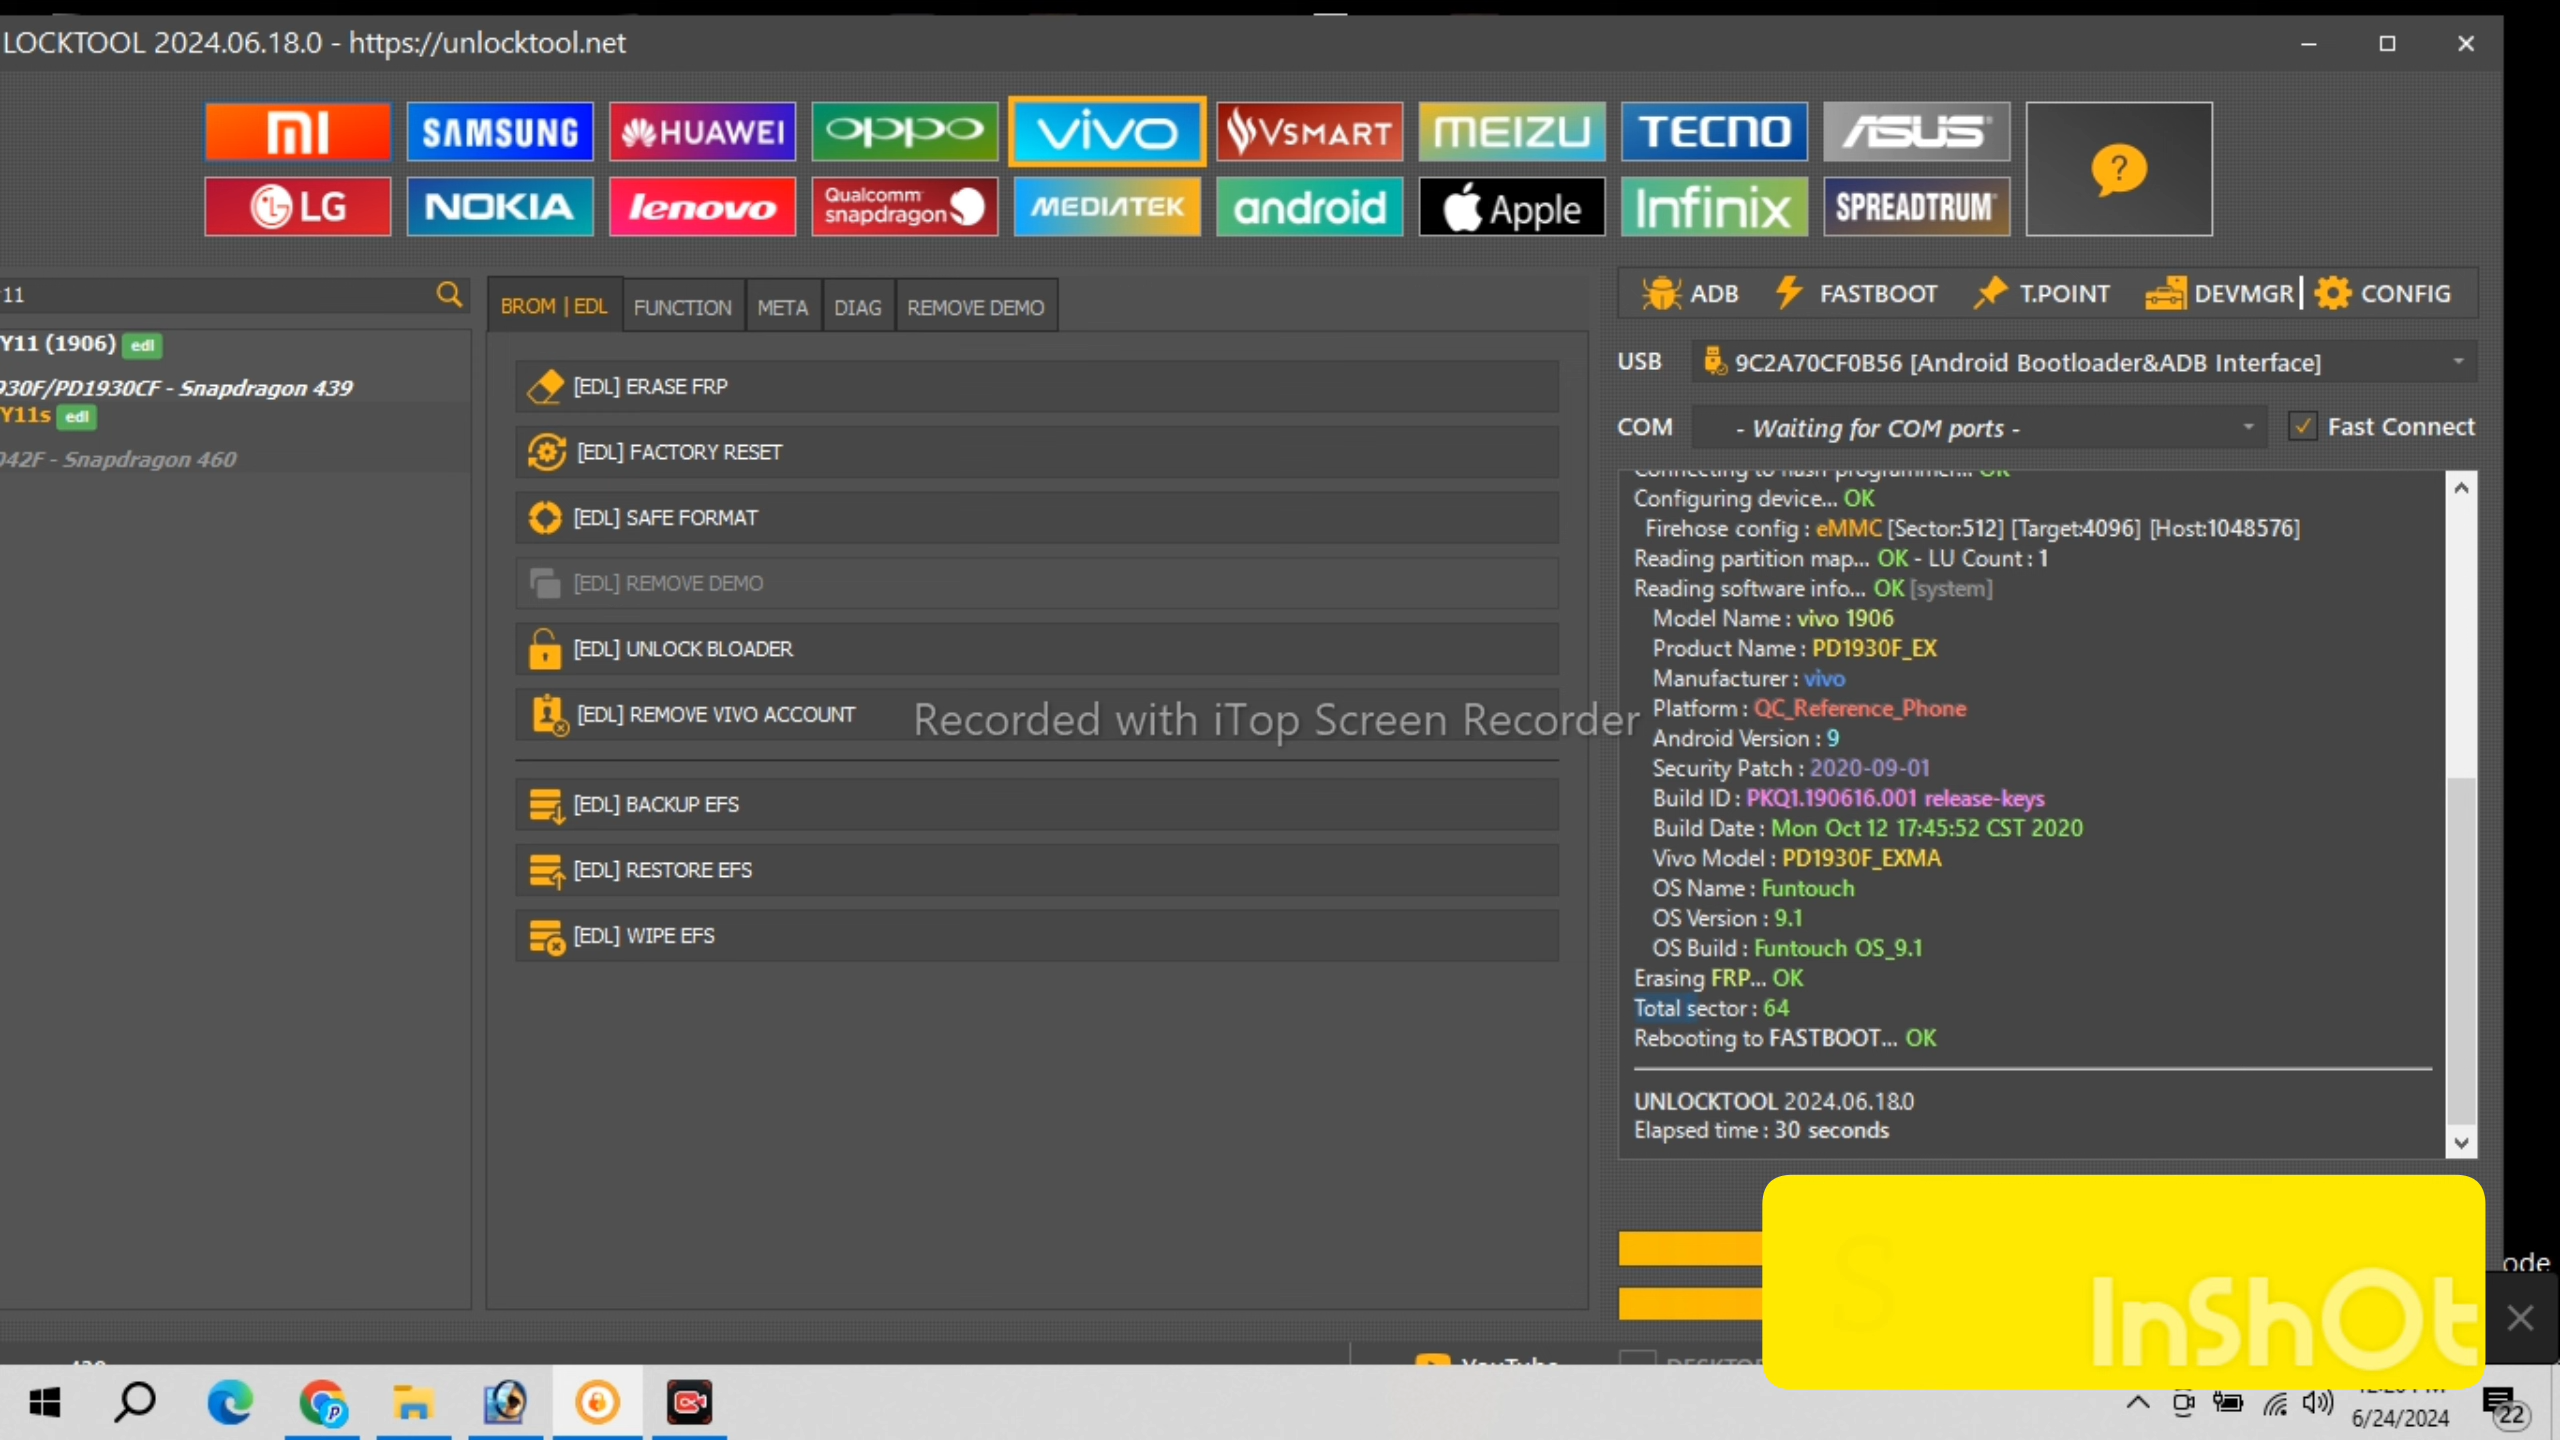 LOCKTOOL 2024.06.18.0 - https://unlocktool.net
mi SAMSUNG HUAWEI oppo vivo VSMART MEIZU TECNO ASUS
LG NOKIA lenovo Qualcomm snapdragon MEDIATEK android Apple Infinix SPREADTRUM
?
11
BROM | EDL FUNCTION META DIAG REMOVE DEMO
ADB FASTBOOT T.POINT DEVMGR CONFIG
Y11 (1906) edl
930F/PD1930CF - Snapdragon 439
Y11s edl
042F - Snapdragon 460
[EDL] ERASE FRP
[EDL] FACTORY RESET
[EDL] SAFE FORMAT
[EDL] REMOVE DEMO
[EDL] UNLOCK BLOADER
[EDL] REMOVE VIVO ACCOUNT
[EDL] BACKUP EFS
[EDL] RESTORE EFS
[EDL] WIPE EFS
Recorded with iTop Screen Recorder
USB 9C2A70CF0B56 [Android Bootloader&ADB Interface]
COM - Waiting for COM ports - Fast Connect
Connecting to flash programmer... OK
Configuring device... OK
Firehose config : eMMC [Sector:512] [Target:4096] [Host:1048576]
Reading partition map... OK - LU Count : 1
Reading software info... OK [system]
Model Name : vivo 1906
Product Name : PD1930F_EX
Manufacturer : vivo
Platform : QC_Reference_Phone
Android Version : 9
Security Patch : 2020-09-01
Build ID : PKQ1.190616.001 release-keys
Build Date : Mon Oct 12 17:45:52 CST 2020
Vivo Model : PD1930F_EXMA
OS Name : Funtouch
OS Version : 9.1
OS Build : Funtouch OS_9.1
Erasing FRP... OK
Total sector : 64
Rebooting to FASTBOOT... OK
UNLOCKTOOL 2024.06.18.0
Elapsed time : 30 seconds
S
InShOt
ode
YouTube
6/24/2024
22